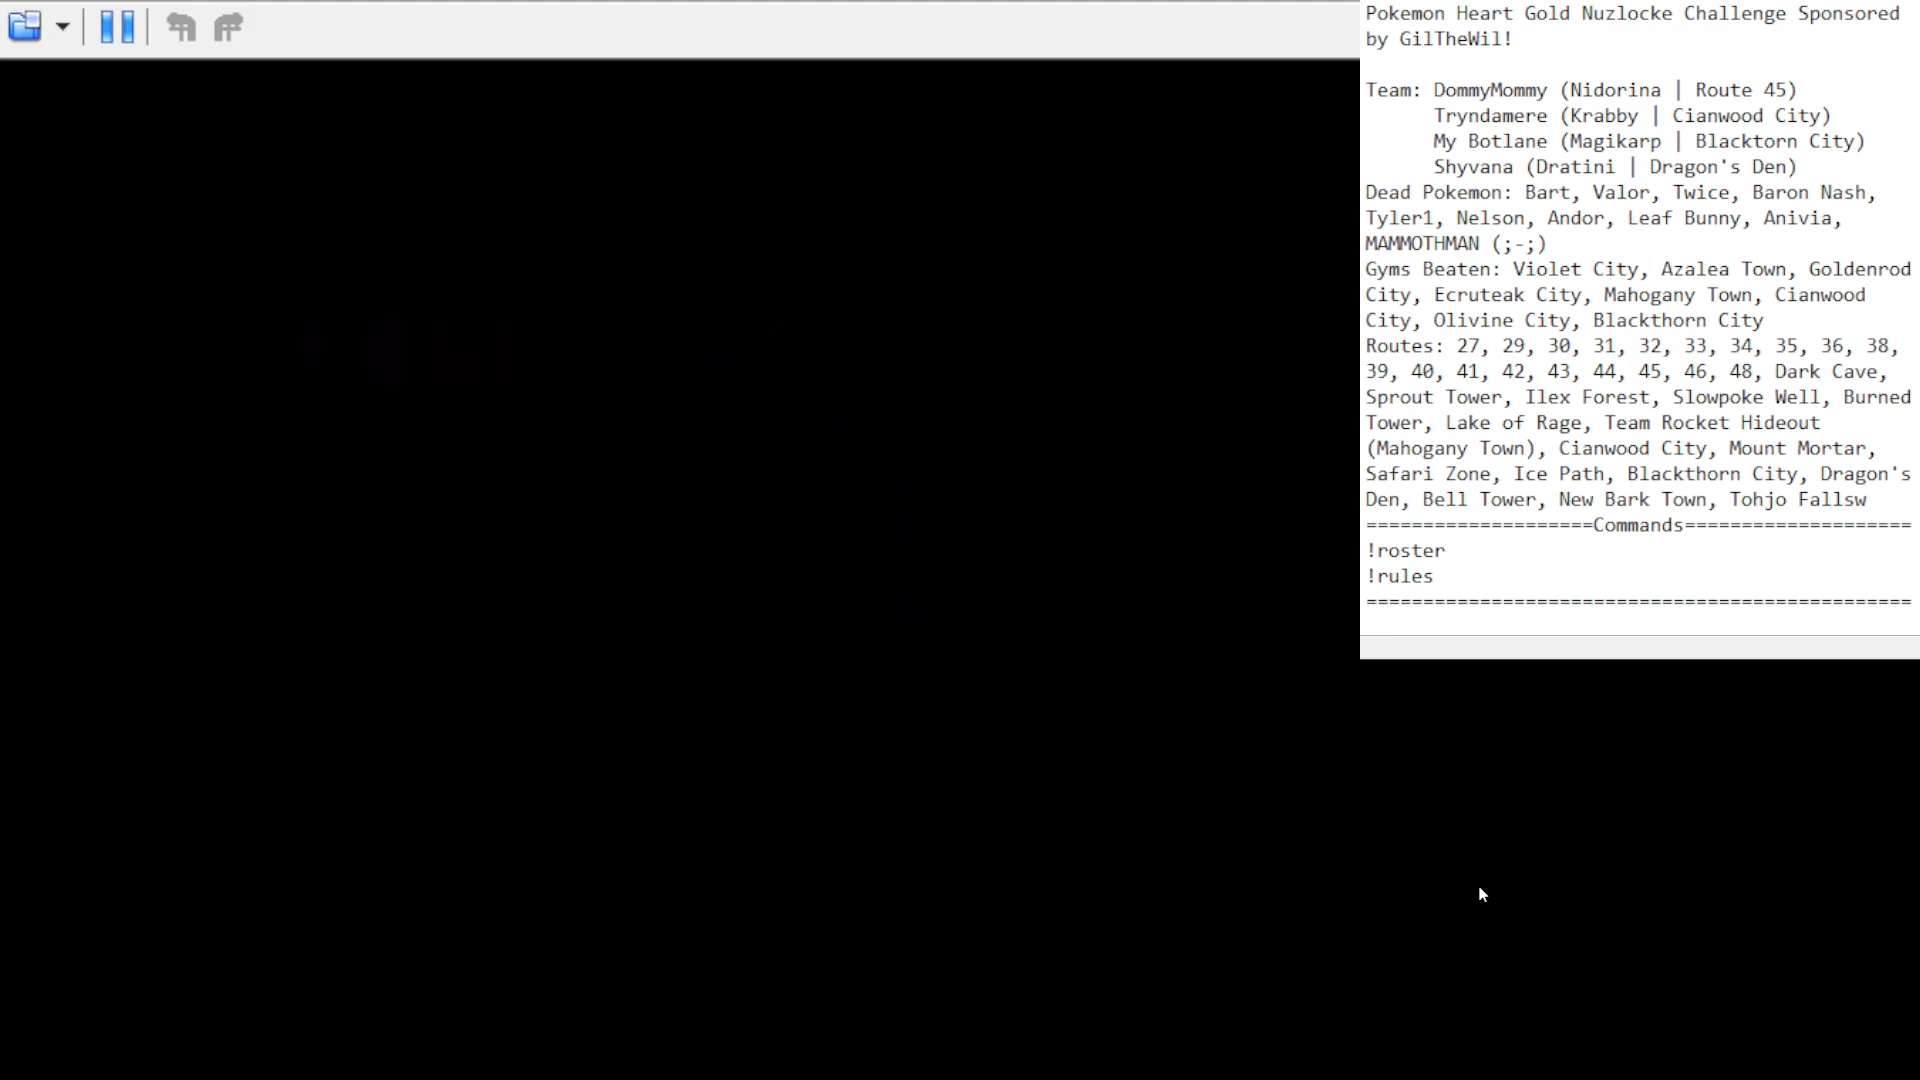 Pokemon Heart Gold Nuzlocke Challenge Sponsored
by GilTheWil!
Team: DommyMommy (Nidorina | Route 45)
Tryndamere (Krabby | Cianwood City)
My Botlane (Magikarp | Blacktorn City)
Shyvana (Dratini | Dragon's Den)
Dead Pokemon: Bart, Valor, Twice, Baron Nash,
Tyler1, Nelson, Andor, Leaf Bunny, Anivia,
MAMMOTHMAN (;-;)
Gyms Beaten: Violet City, Azalea Town, Goldenrod
City, Ecruteak City, Mahogany Town, Cianwood
City, Olivine City, Blackthorn City
Routes: 27, 29, 30, 31, 32, 33, 34, 35, 36, 38,
39, 40, 41, 42, 43, 44, 45, 46, 48, Dark Cave,
Sprout Tower, Ilex Forest, Slowpoke Well, Burned
Tower, Lake of Rage, Team Rocket Hideout
(Mahogany Town), Cianwood City, Mount Mortar,
Safari Zone, Ice Path, Blackthorn City, Dragon's
Den, Bell Tower, New Bark Town, Tohjo Fallsw
====================Commands====================
!roster
!rules
================================================